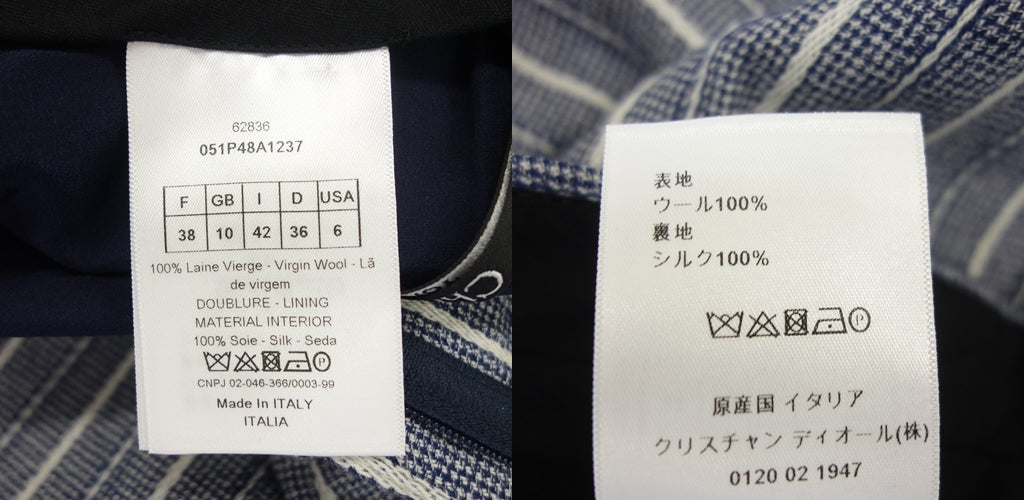 62836
051P48A1237
F GB I D USA
38 10 42 36 6
100% Laine Vierge - Virgin Wool - Lã
de virgem
DOUBLURE - LINING
MATERIAL INTERIOR
100% Soie - Silk - Seda
CNPJ 02-046-366/0003-99
Made In ITALY
ITALIA
表地
ウール100%
裏地
シルク100%
原産国 イタリア
クリスチャン ディオール(株)
0120 02 1947